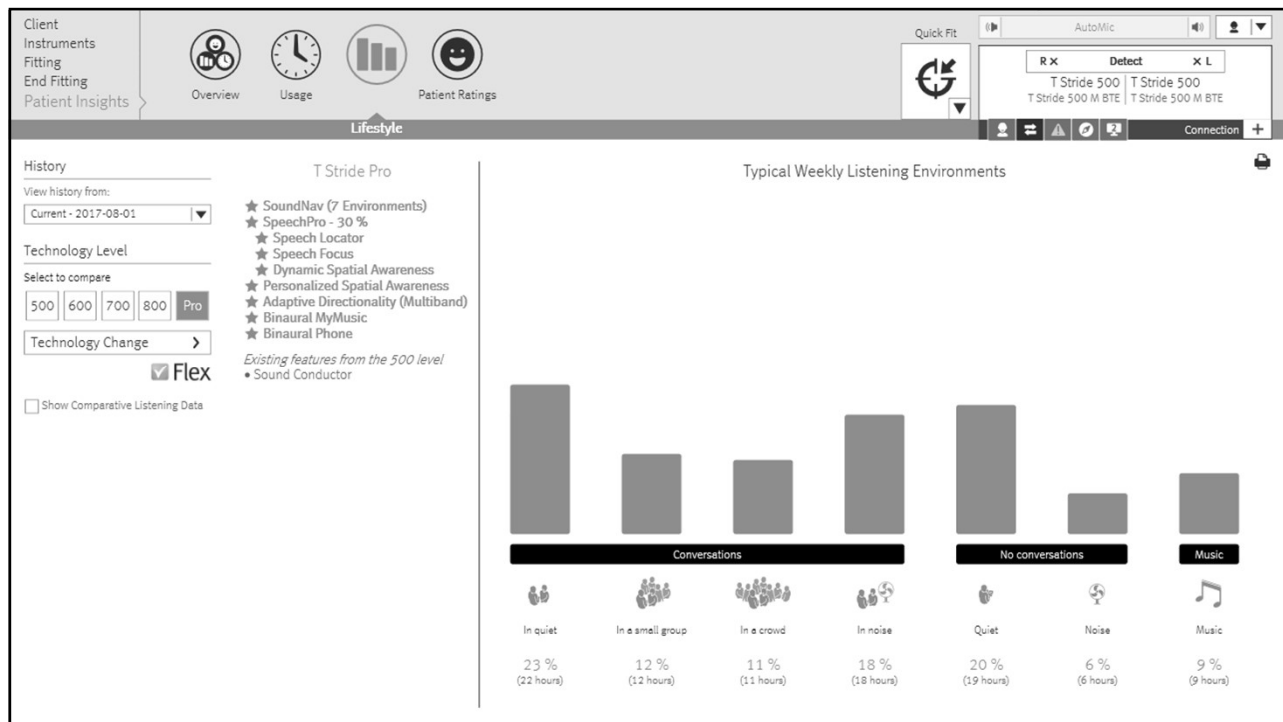 Client
Instruments
Fitting
End Fitting
Patient Insights
Overview
Usage
Lifestyle
Patient Ratings
Quick Fit
AutoMic
R X Detect X L
T Stride 500 | T Stride 500
T Stride 500 M BTE | T Stride 500 M BTE
Connection +
History
View history from:
Current - 2017-08-01
Technology Level
Select to compare
500 600 700 800 Pro
Technology Change >
Flex
Show Comparative Listening Data
T Stride Pro
★ SoundNav (7 Environments)
★ SpeechPro - 30 %
★ Speech Locator
★ Speech Focus
★ Dynamic Spatial Awareness
★ Personalized Spatial Awareness
★ Adaptive Directionality (Multiband)
★ Binaural MyMusic
★ Binaural Phone
Existing features from the 500 level
• Sound Conductor
Typical Weekly Listening Environments
Conversations No conversations Music
In quiet In a small group In a crowd In noise Quiet Noise Music
23 % 12 % 11 % 18 % 20 % 6 % 9 %
(22 hours) (12 hours) (11 hours) (18 hours) (19 hours) (6 hours) (9 hours)